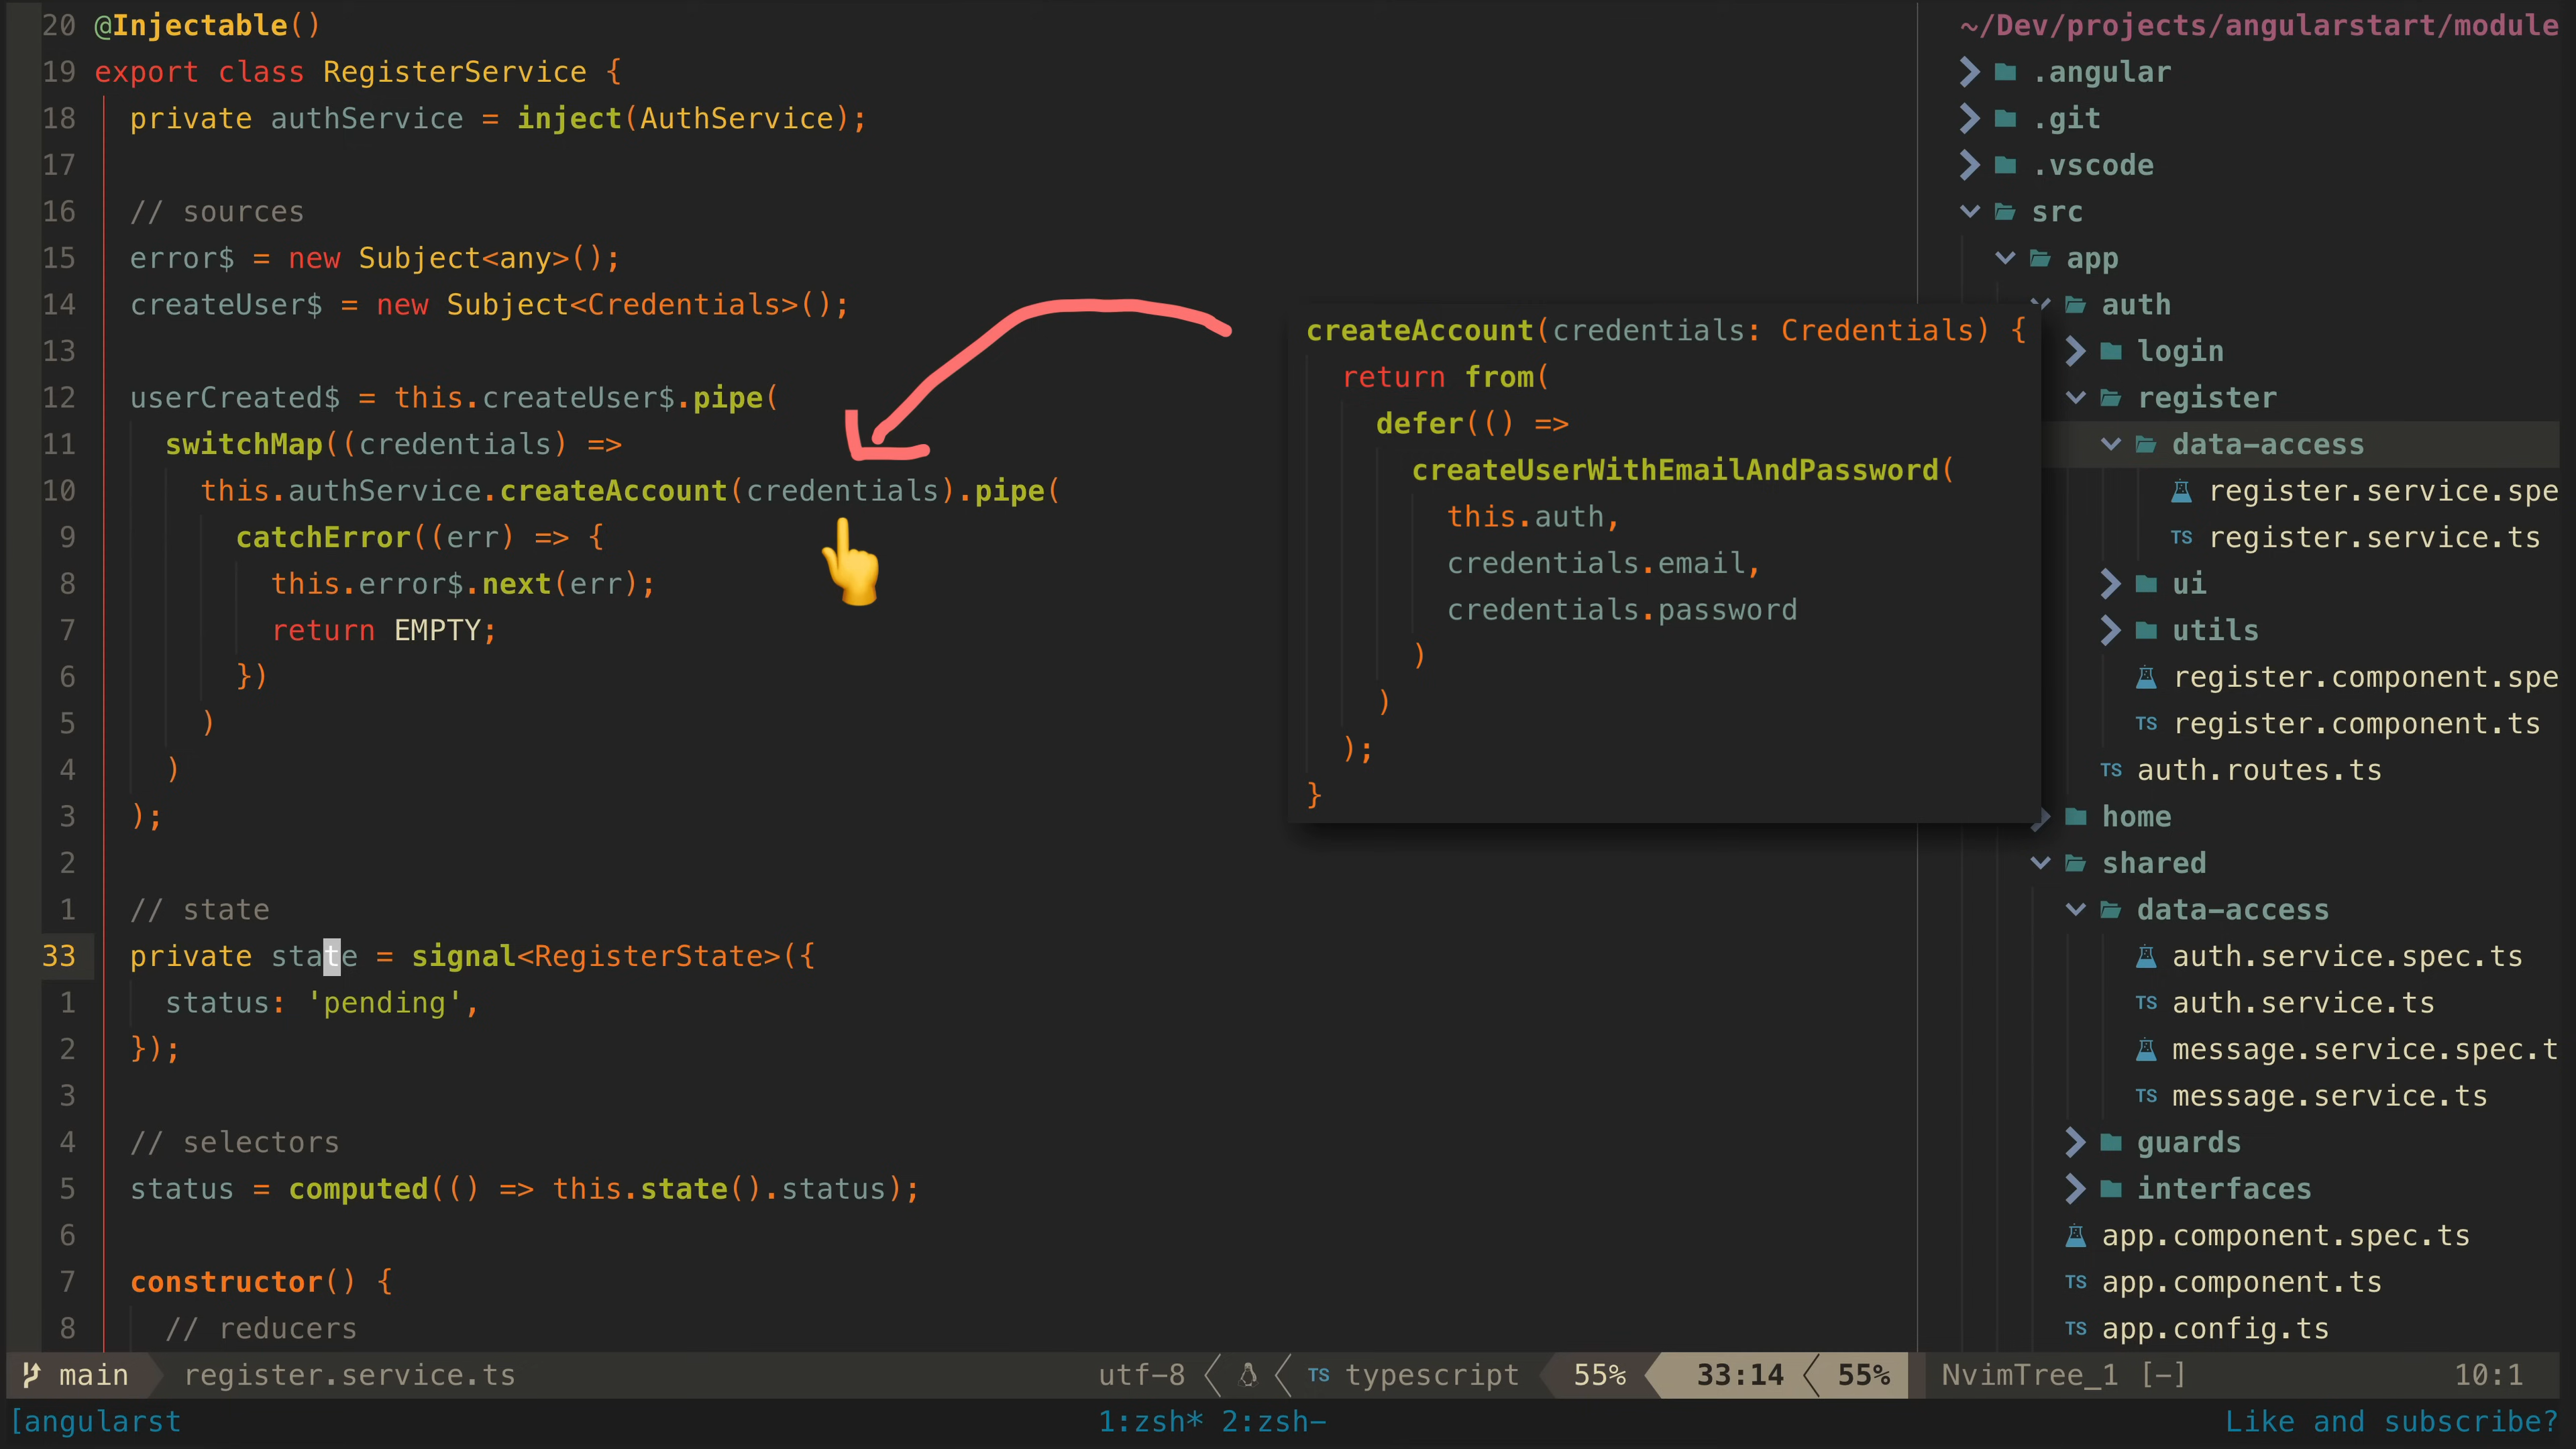 20 @Injectable()
19 export class RegisterService {
18 private authService = inject(AuthService);
17
16 // sources
15 error$ = new Subject<any>();
14 createUser$ = new Subject<Credentials>();
13
12 userCreated$ = this.createUser$.pipe(
11 switchMap((credentials) =>
10 this.authService.createAccount(credentials).pipe(
9 catchError((err) => {
8 this.error$.next(err);
7 return EMPTY;
6 })
5 )
4 )
3 );
2
1 // state
33 private state = signal<RegisterState>({
1 status: 'pending',
2 });
3
4 // selectors
5 status = computed(() => this.state().status);
6
7 constructor() {
8 // reducers
createAccount(credentials: Credentials) {
return from(
defer(() =>
createUserWithEmailAndPassword(
this.auth,
credentials.email,
credentials.password
)
)
);
}
~/Dev/projects/angularstart/module
.angular
.git
.vscode
src
app
auth
login
register
data-access
register.service.spe
TS register.service.ts
ui
utils
register.component.spe
TS register.component.ts
TS auth.routes.ts
home
shared
data-access
auth.service.spec.ts
TS auth.service.ts
message.service.spec.t
TS message.service.ts
guards
interfaces
app.component.spec.ts
TS app.component.ts
TS app.config.ts
main register.service.ts utf-8 TS typescript 55% 33:14 55% NvimTree_1 [-] 10:1
[angularst 1:zsh* 2:zsh- Like and subscribe?